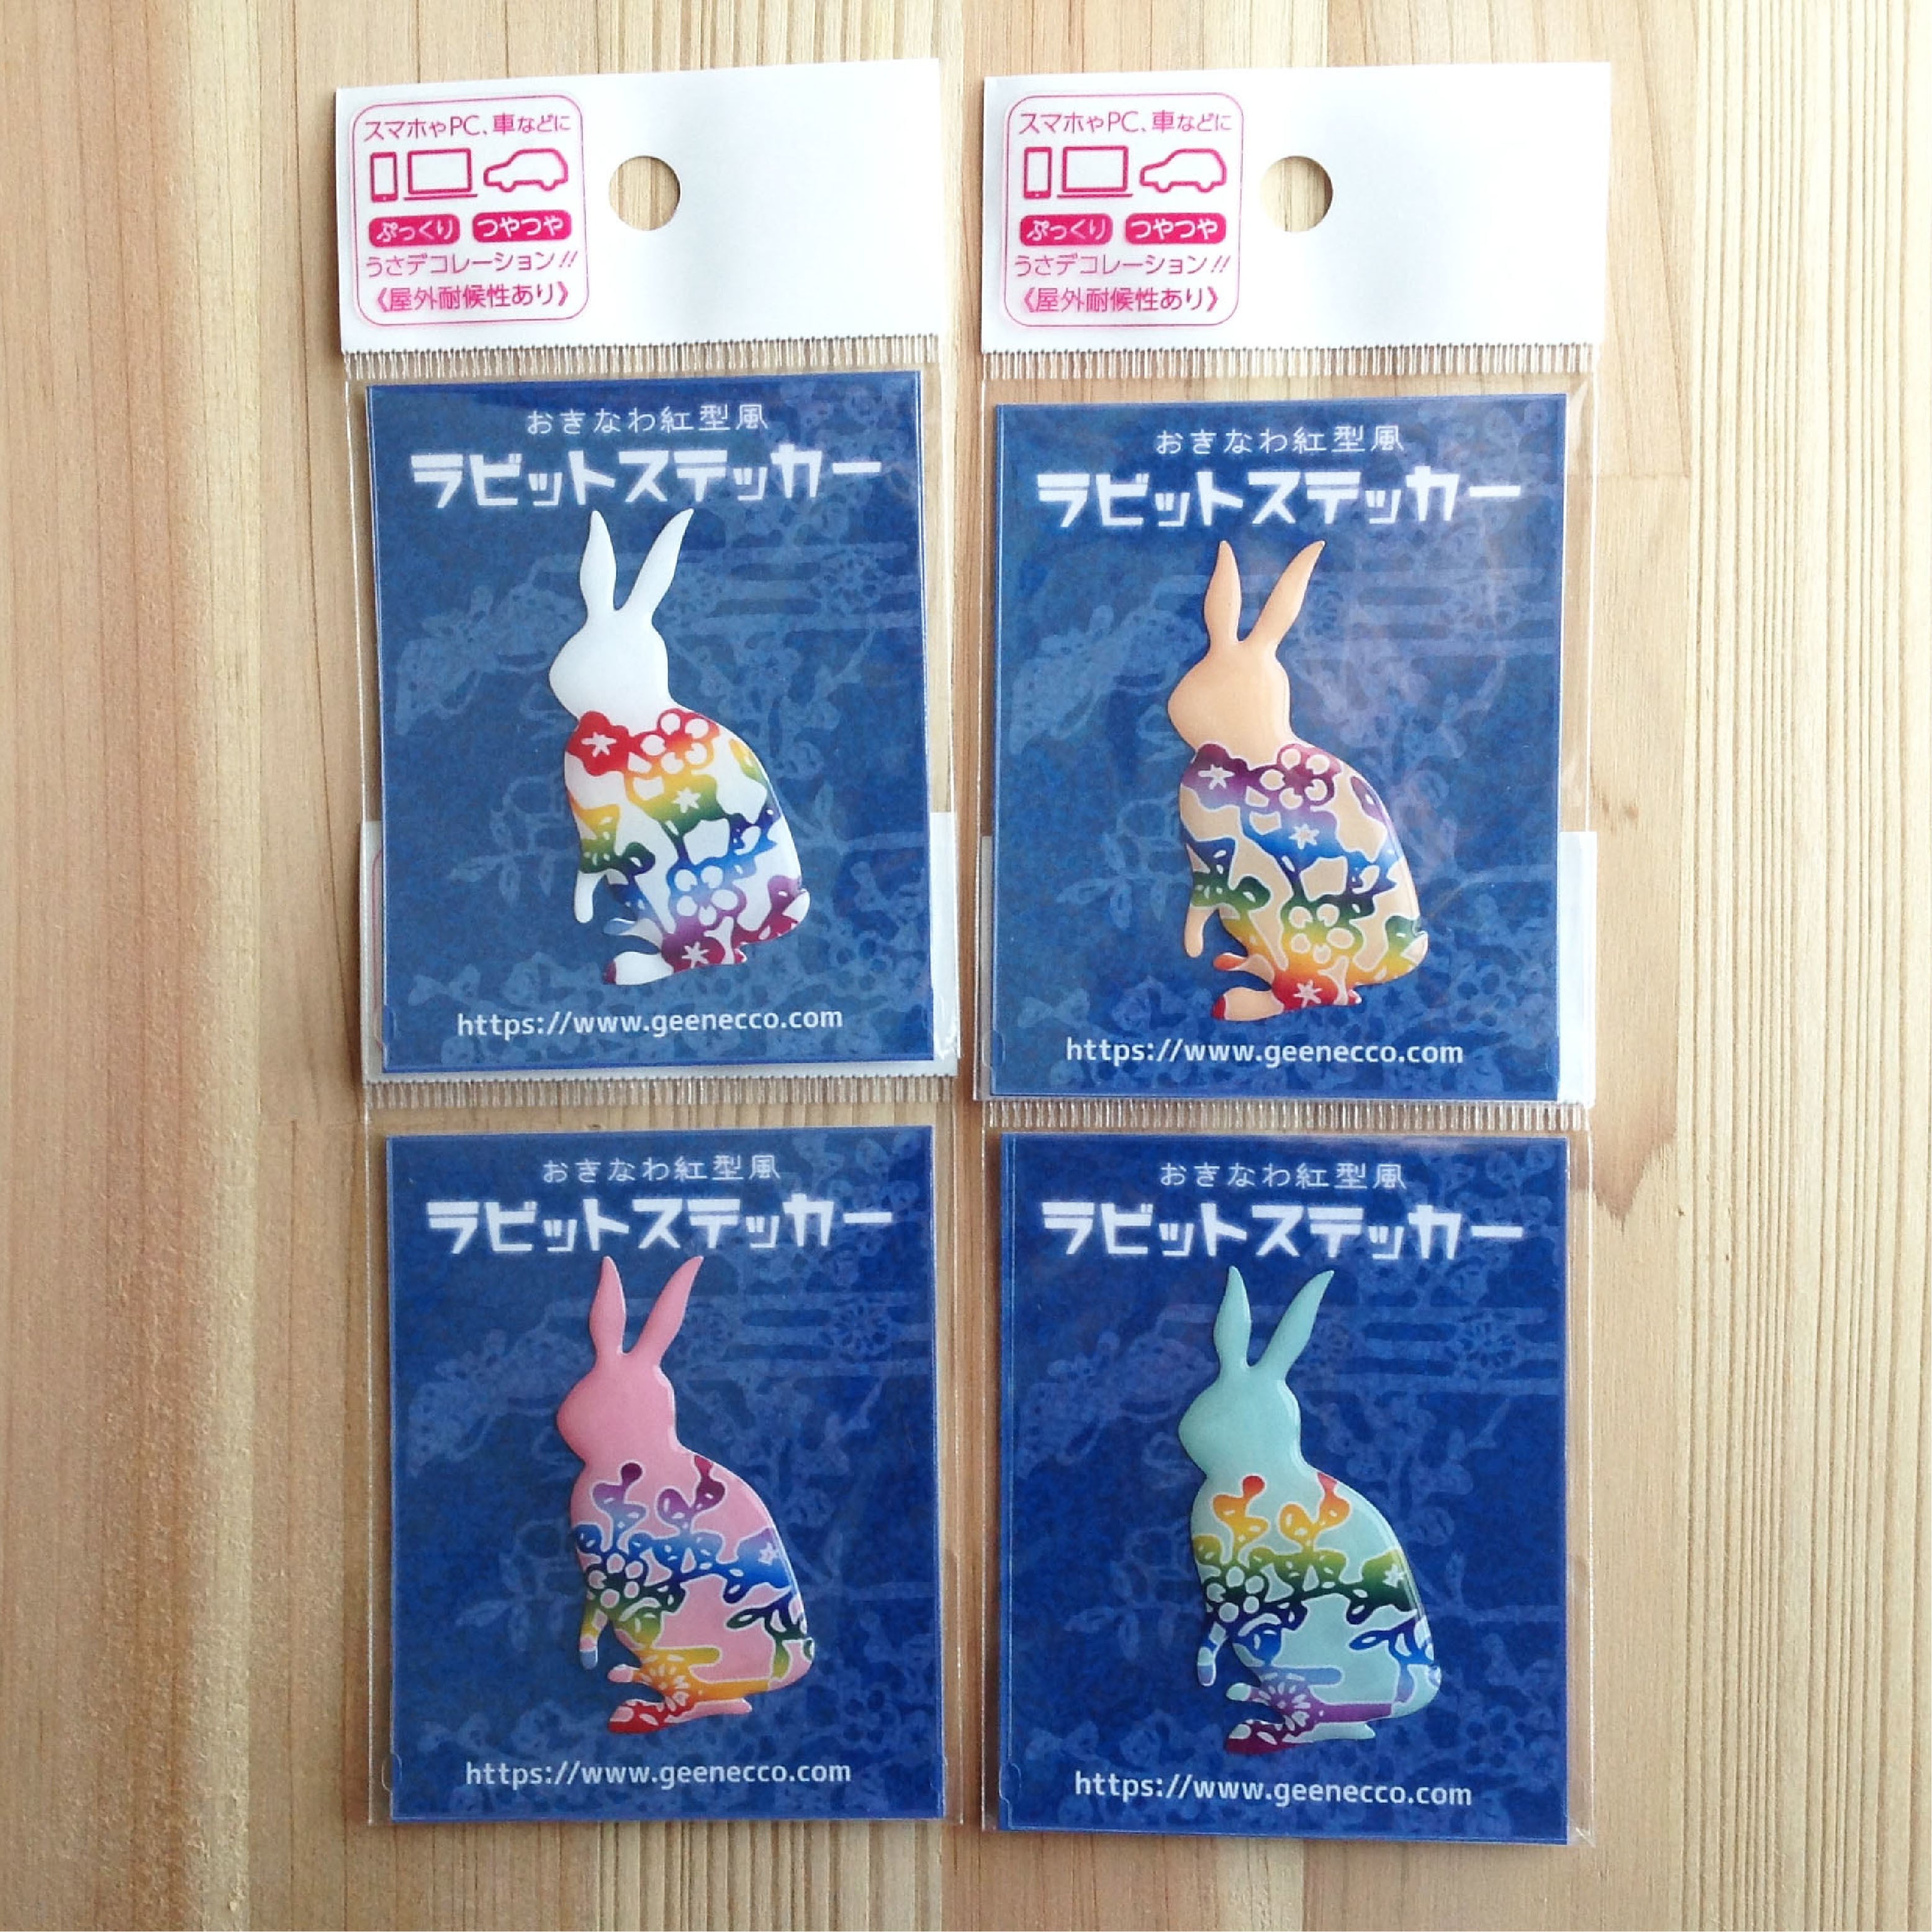 スマホやPC、車などに
ぷっくり つやつや
うさデコレーション!!
《屋外耐候性あり》
おきなわ紅型風
ラビットステッカー
https://www.geenecco.com
スマホやPC、車などに
ぷっくり つやつや
うさデコレーション!!
《屋外耐候性あり》
おきなわ紅型風
ラビットステッカー
https://www.geenecco.com
おきなわ紅型風
ラビットステッカー
https://www.geenecco.com
おきなわ紅型風
ラビットステッカー
https://www.geenecco.com